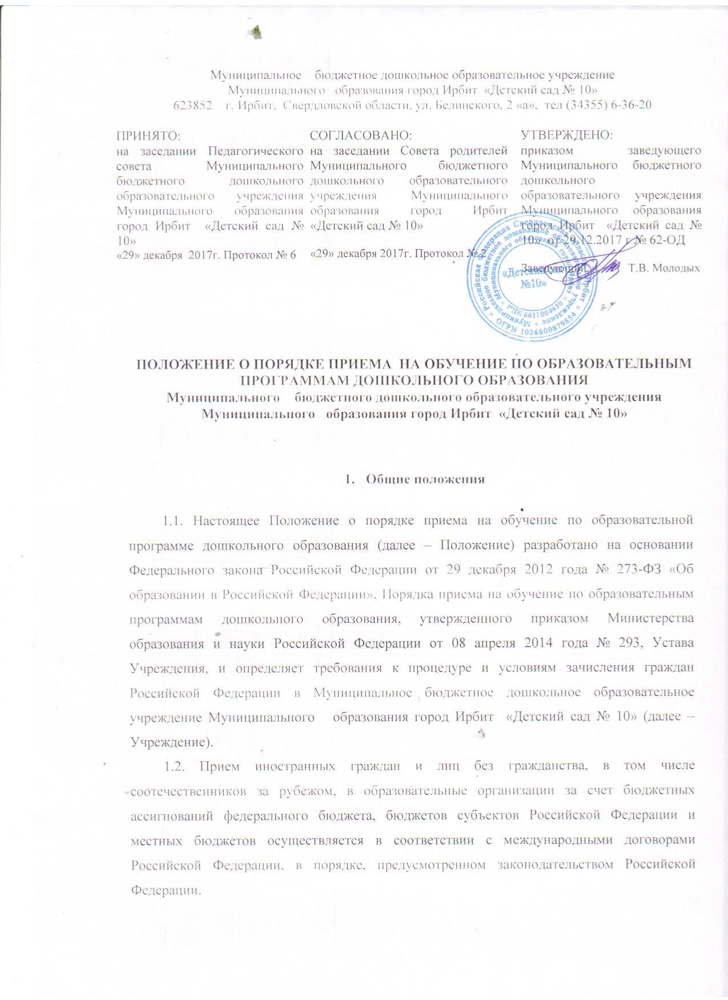 Муниципальное бюджетное дошкольное образовательное учреждение
Муниципального образования город Ирбит «Детский сад № 10»
623852 г. Ирбит, Свердловской области, ул. Белинского, 2 «а», тел (34355) 6-36-20
ПРИНЯТО:
на заседании Педагогического
совета Муниципального
бюджетного дошкольного
образовательного учреждения
Муниципального образования
город Ирбит «Детский сад №
10»
«29» декабря 2017г. Протокол № 6
СОГЛАСОВАНО:
на заседании Совета родителей
Муниципального бюджетного
дошкольного образовательного
учреждения Муниципального
образования город Ирбит
«Детский сад № 10»
«29» декабря 2017г. Протокол № 2
УТВЕРЖДЕНО:
приказом заведующего
Муниципального бюджетного
дошкольного
образовательного учреждения
Муниципального образования
город Ирбит «Детский сад №
10» от 29.12.2017 г № 62-ОД
Заведующий Т.В. Молодых
«Детский сад
№10»
6611004930
* ОГРН 1026600879854 *
ПОЛОЖЕНИЕ О ПОРЯДКЕ ПРИЕМА НА ОБУЧЕНИЕ ПО ОБРАЗОВАТЕЛЬНЫМ
ПРОГРАММАМ ДОШКОЛЬНОГО ОБРАЗОВАНИЯ
Муниципального бюджетного дошкольного образовательного учреждения
Муниципального образования город Ирбит «Детский сад № 10»
1. Общие положения
1.1. Настоящее Положение о порядке приема на обучение по образовательной
программе дошкольного образования (далее – Положение) разработано на основании
Федерального закона Российской Федерации от 29 декабря 2012 года № 273-ФЗ «Об
образовании в Российской Федерации», Порядка приема на обучение по образовательным
программам дошкольного образования, утвержденного приказом Министерства
образования и науки Российской Федерации от 08 апреля 2014 года № 293, Устава
Учреждения, и определяет требования к процедуре и условиям зачисления граждан
Российской Федерации в Муниципальное бюджетное дошкольное образовательное
учреждение Муниципального образования город Ирбит «Детский сад № 10» (далее –
Учреждение).
1.2. Прием иностранных граждан и лиц без гражданства, в том числе
соотечественников за рубежом, в образовательные организации за счет бюджетных
ассигнований федерального бюджета, бюджетов субъектов Российской Федерации и
местных бюджетов осуществляется в соответствии с международными договорами
Российской Федерации, в порядке, предусмотренном законодательством Российской
Федерации.